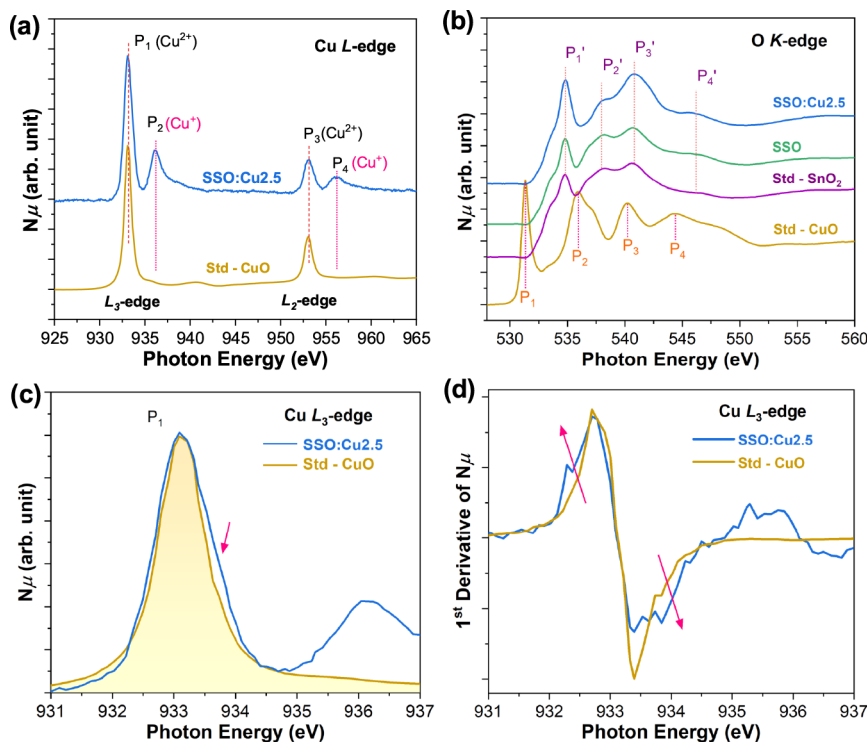 (a)
P₁ (Cu²⁺)
Cu L-edge
P₂ (Cu⁺)
P₃(Cu²⁺)
P₄ (Cu⁺)
SSO:Cu2.5
Std - CuO
L₃-edge
L₂-edge
Nμ (arb. unit)
925 930 935 940 945 950 955 960 965
Photon Energy (eV)
(b)
O K-edge
P₁'
P₂'
P₃'
P₄'
SSO:Cu2.5
SSO
Std - SnO₂
Std - CuO
P₁
P₂
P₃
P₄
Nμ (arb. unit)
530 535 540 545 550 555 560
Photon Energy (eV)
(c)
P₁
Cu L₃-edge
SSO:Cu2.5
Std - CuO
Nμ (arb. unit)
931 932 933 934 935 936 937
Photon Energy (eV)
(d)
Cu L₃-edge
SSO:Cu2.5
Std - CuO
1ˢᵗ Derivative of Nμ
931 932 933 934 935 936 937
Photon Energy (eV)